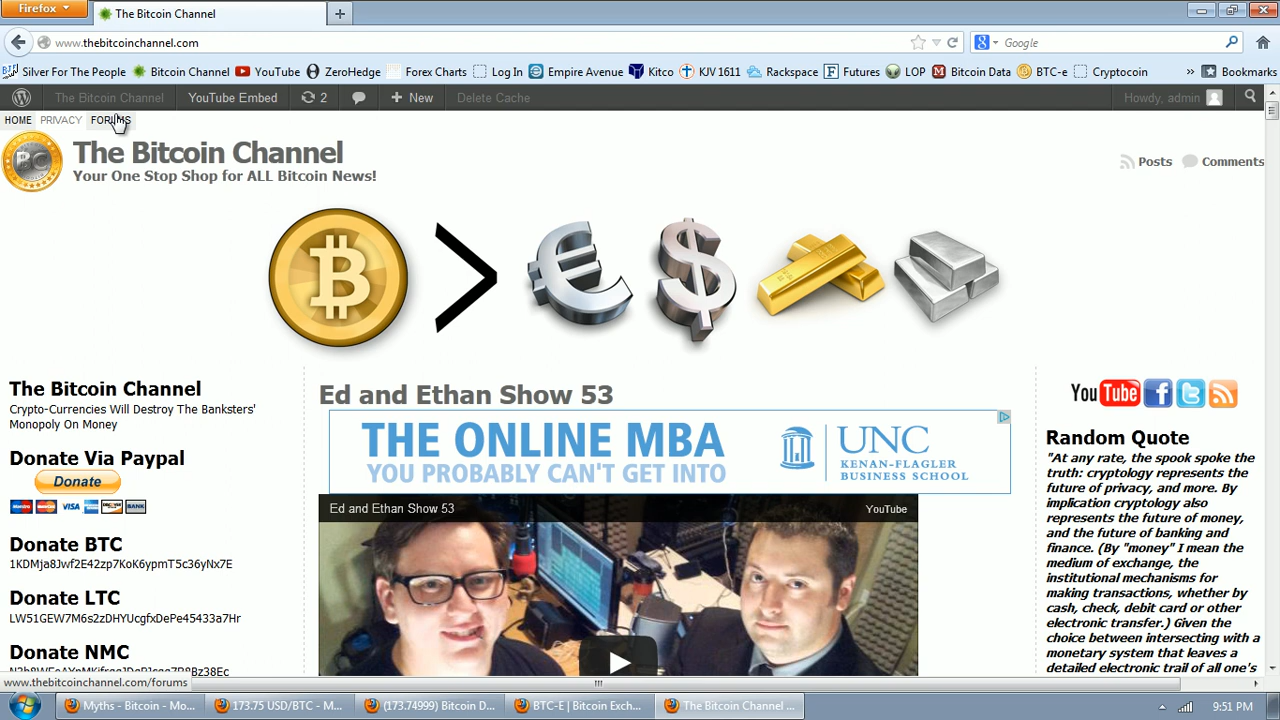 Firefox
The Bitcoin Channel
www.thebitcoinchannel.com
Google
Silver For The People Bitcoin Channel YouTube ZeroHedge Forex Charts Log In Empire Avenue Kitco KJV 1611 Rackspace Futures LOP Bitcoin Data BTC-e Cryptocoin » Bookmarks
The Bitcoin Channel YouTube Embed 2 + New Delete Cache Howdy, admin
HOME PRIVACY FORUMS
The Bitcoin Channel
Your One Stop Shop for ALL Bitcoin News!
Posts Comments
The Bitcoin Channel
Crypto-Currencies Will Destroy The Banksters'
Monopoly On Money
Donate Via Paypal
Donate
VISA BANK
Donate BTC
1KDMja8Jwf2E42zp7KoK6ypmT5c36yNx7E
Donate LTC
LW51GEW7M6s2zDHYUcgfxDePe45433a7Hr
Donate NMC
Ed and Ethan Show 53
THE ONLINE MBA
YOU PROBABLY CAN'T GET INTO
UNC
KENAN-FLAGLER
BUSINESS SCHOOL
Ed and Ethan Show 53
YouTube
You Tube
Random Quote
"At any rate, the spook spoke the
truth: cryptology represents the
future of privacy, and more. By
implication cryptology also
represents the future of money,
and the future of banking and
finance. (By "money" I mean the
medium of exchange, the
institutional mechanisms for
making transactions, whether by
cash, check, debit card or other
electronic transfer.) Given the
choice between intersecting with a
monetary system that leaves a
detailed electronic trail of all one's
www.thebitcoinchannel.com/forums
Myths - Bitcoin - Mo... 173.75 USD/BTC - M... (173.74999) Bitcoin D... BTC-E | Bitcoin Exch... The Bitcoin Channel ... 9:51 PM